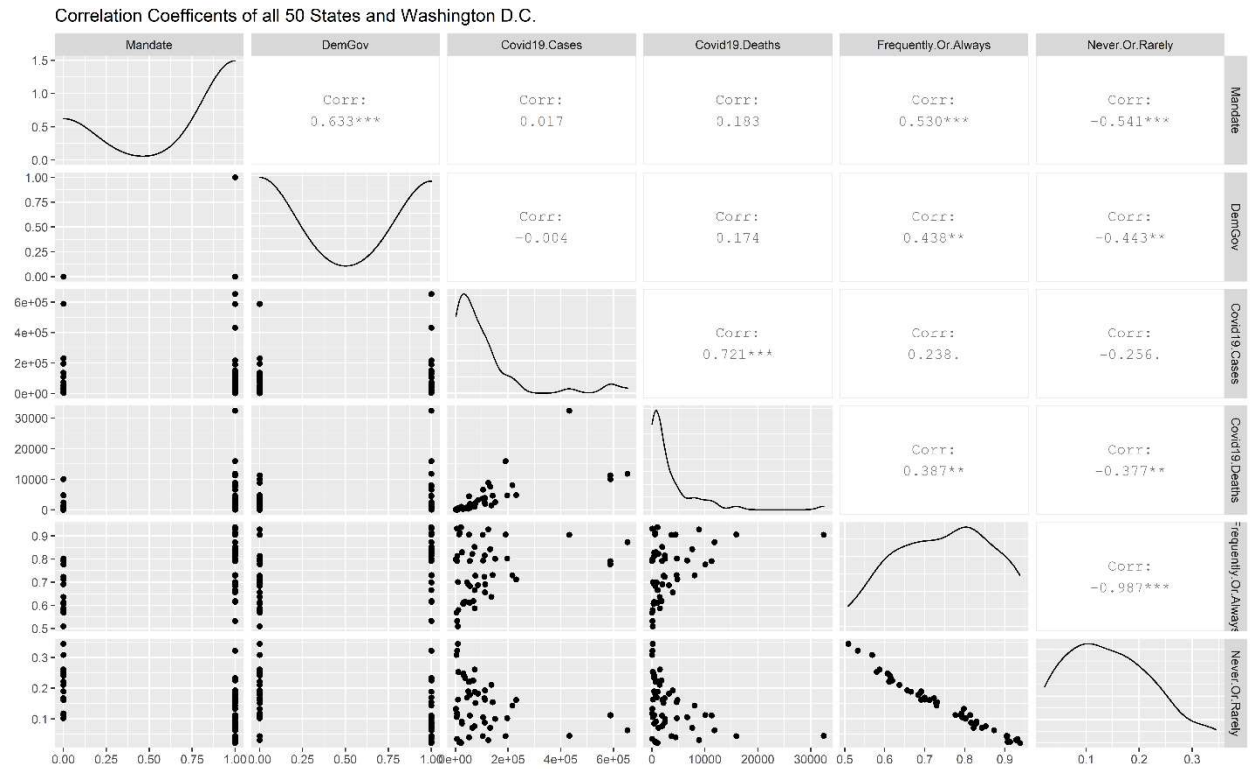 Correlation Coefficents of all 50 States and Washington D.C.
Mandate DemGov Covid19.Cases Covid19.Deaths Frequently.Or.Always Never.Or.Rarely
1.5
1.0
0.5
0.0
Corr:
0.633***
Corr:
0.017
Corr:
0.183
Corr:
0.530***
Corr:
-0.541***
Mandate
1.00
0.75
0.50
0.25
0.00
Corr:
-0.004
Corr:
0.174
Corr:
0.438**
Corr:
-0.443**
DemGov
6e+05
4e+05
2e+05
0e+00
Corr:
0.721***
Corr:
0.238.
Corr:
-0.256.
Covid19.Cases
30000
20000
10000
0
Corr:
0.387**
Corr:
-0.377**
Covid19.Deaths
0.9
0.8
0.7
0.6
0.5
Corr:
-0.987***
Frequently.Or.Always
0.3
0.2
0.1
Never.Or.Rarely
0.00 0.25 0.50 0.75 1.00 0.00 0.25 0.50 0.75 1.00 0e+00 2e+05 4e+05 6e+05 0 10000 20000 30000 0.5 0.6 0.7 0.8 0.9 0.1 0.2 0.3